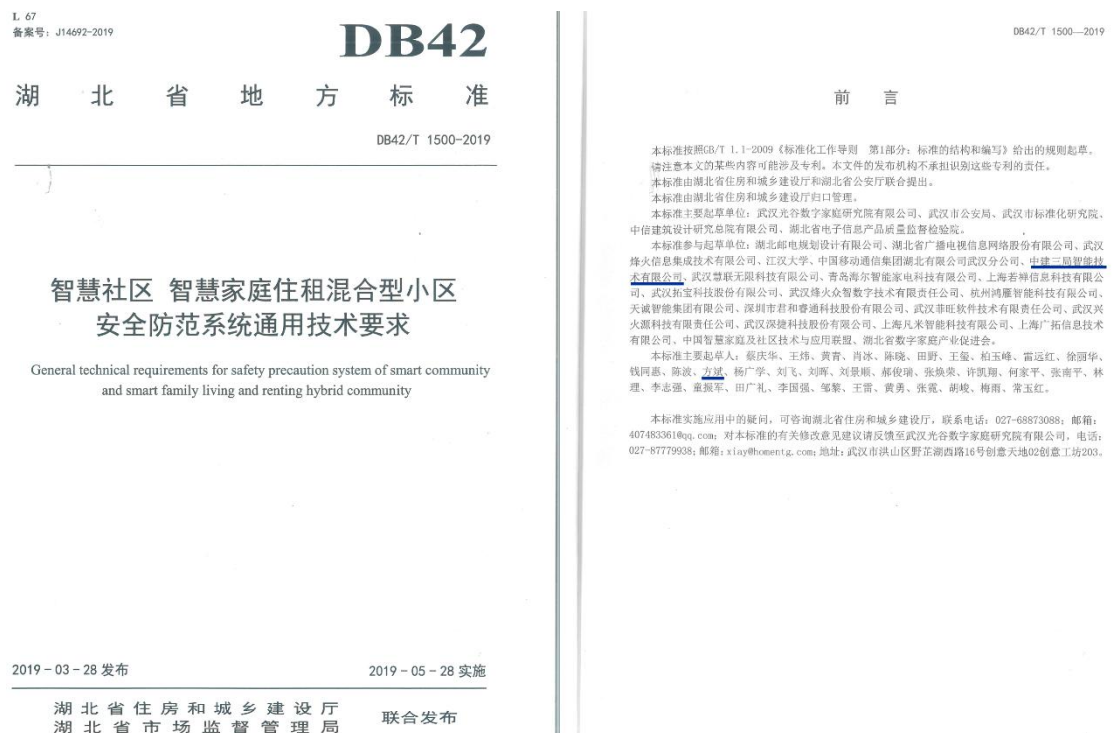 L 67
备案号：J14692-2019
DB42
湖北省地方标准
DB42/T 1500-2019
智慧社区 智慧家庭住租混合型小区
安全防范系统通用技术要求
General technical requirements for safety precaution system of smart community
and smart family living and renting hybrid community
2019-03-28 发布
2019-05-28 实施
湖北省住房和城乡建设厅
湖北省市场监督管理局
联合发布
DB42/T 1500—2019
前 言
本标准按照GB/T 1.1-2009《标准化工作导则 第1部分：标准的结构和编写》给出的规则起草。
请注意本文的某些内容可能涉及专利。本文件的发布机构不承担识别这些专利的责任。
本标准由湖北省住房和城乡建设厅和湖北省公安厅联合提出。
本标准由湖北省住房和城乡建设厅归口管理。
本标准主要起草单位：武汉光谷数字家庭研究院有限公司、武汉市公安局、武汉市标准化研究院、
中信建筑设计研究总院有限公司、湖北省电子信息产品质量监督检验院。
本标准参与起草单位：湖北邮电规划设计有限公司、湖北省广播电视信息网络股份有限公司、武汉
烽火信息集成技术有限公司、江汉大学、中国移动通信集团湖北有限公司武汉分公司、中建三局智能技
术有限公司、武汉慧联无限科技有限公司、青岛海尔智能家电科技有限公司、上海若禅信息科技有限公
司、武汉拓宝科技股份有限公司、武汉烽火众智数字技术有限责任公司、杭州鸿雁智能科技有限公司、
天诚智能集团有限公司、深圳市君和睿通科技有限公司、武汉菲旺软件技术有限责任公司、武汉兴
火源科技有限责任公司、武汉深捷科技股份有限公司、上海凡米智能科技有限公司、上海广拓信息技术
有限公司、中国智慧家庭及社区技术与应用联盟、湖北省数字家庭产业促进会。
本标准主要起草人：蔡庆华、王炜、黄青、肖冰、陈晓、田野、王玺、柏玉峰、雷远红、徐丽华、
钱同惠、陈波、方斌、杨广学、刘飞、刘晖、刘景顺、郝俊瑞、张焕荣、许凯翔、何家平、张南平、林
理、李志强、童振军、田广礼、李国强、邹黎、王雷、黄勇、张霓、胡峻、梅雨、常玉红。
本标准实施应用中的疑问，可咨询湖北省住房和城乡建设厅，联系电话：027-68873088；邮箱：
407483361@qq.com；对本标准的有关修改意见建议请反馈至武汉光谷数字家庭研究院有限公司，电话：
027-87779938；邮箱：xiay@homentg.com；地址：武汉市洪山区野芷湖西路16号创意天地02创意工坊203。